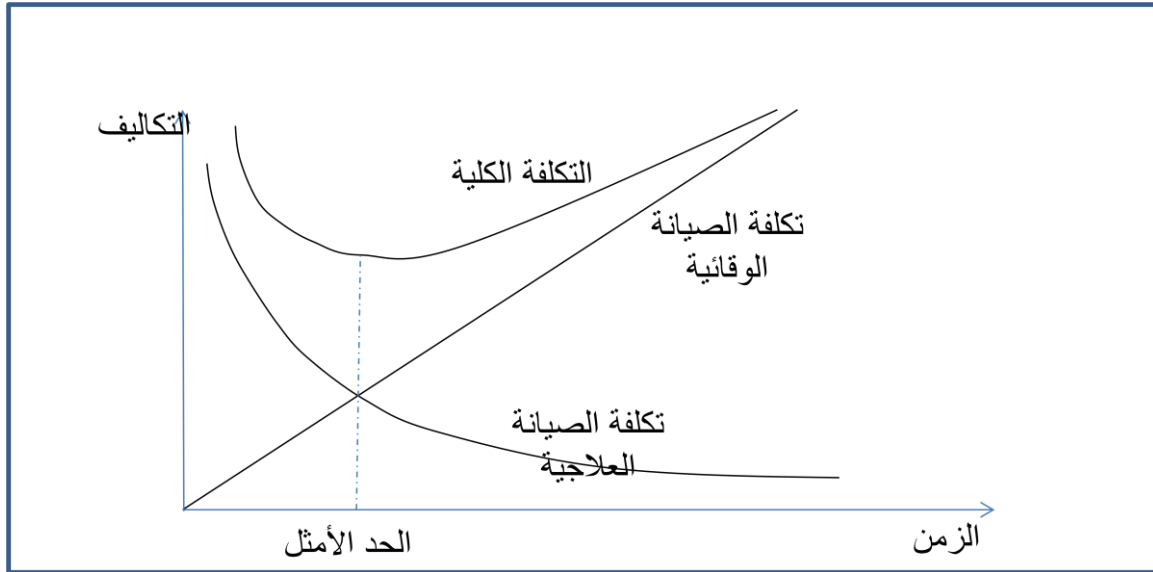 التكاليف
التكلفة الكلية
تكلفة الصيانة
الوقائية
تكلفة الصيانة
العلاجية
الحد الأمثل
الزمن